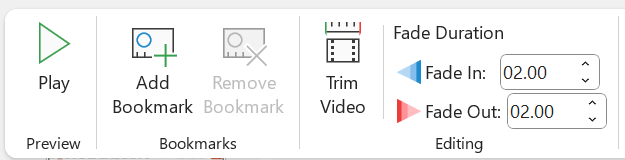 Play
Preview
Add
Bookmark
Remove
Bookmark
Bookmarks
Trim
Video
Fade Duration
Fade In: 02.00
Fade Out: 02.00
Editing